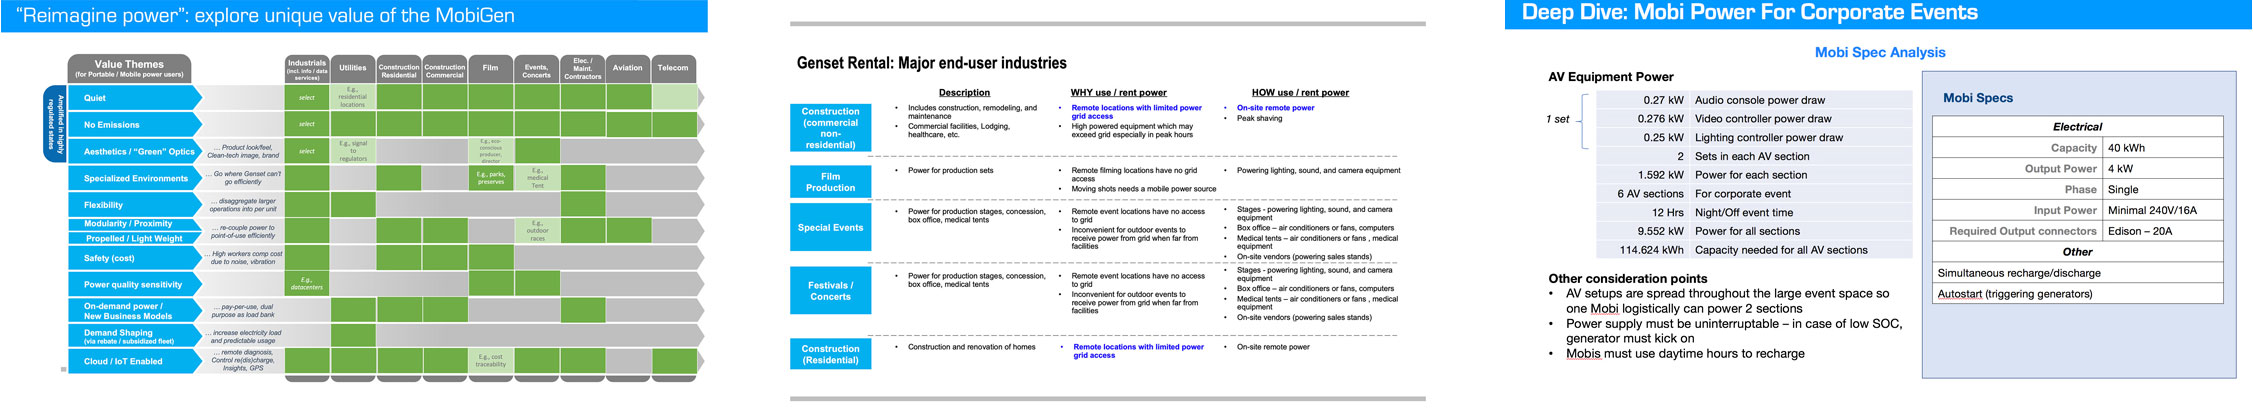 “Reimagine power”: explore unique value of the MobiGen
Value Themes
(for Portable / Mobile power users)
Industrials
(incl. info / data
services)
Utilities
Construction
Residential
Construction
Commercial
Film
Events,
Concerts
Elec. /
Maint.
Contractors
Aviation
Telecom
Amplified in highly
regulated states
Quiet
select
E.g.,
residential
locations
No Emissions
select
Aesthetics / “Green” Optics
… Product look/feel,
Clean-tech image, brand
select
E.g., signal
to
regulators
E.g., eco-
conscious
producer,
director
Specialized Environments
… Go where Genset can't
go efficiently
E.g., parks,
preserves
E.g.,
medical
Tent
Flexibility
… disaggregate larger
operations into per unit
Modularity / Proximity
Propelled / Light Weight
… re-couple power to
point-of-use efficiently
E.g.,
outdoor
races
Safety (cost)
… High workers comp cost
due to noise, vibration
Power quality sensitivity
E.g.,
datacenters
On-demand power /
New Business Models
… pay-per-use, dual
purpose as load bank
Demand Shaping
(via rebate / subsidized fleet)
… increase electricity load
and predictable usage
Cloud / IoT Enabled
… remote diagnosis,
Control re(dis)charge,
Insights, GPS
E.g., cost
traceability
Genset Rental: Major end-user industries
Description
WHY use / rent power
HOW use / rent power
Construction
(commercial
non-
residential)
• Includes construction, remodeling, and
maintenance
• Commercial facilities, Lodging,
healthcare, etc.
• Remote locations with limited power
grid access
• High powered equipment which may
exceed grid especially in peak hours
• On-site remote power
• Peak shaving
Film
Production
• Power for production sets
• Remote filming locations have no grid
access
• Moving shots needs a mobile power source
• Powering lighting, sound, and camera equipment
Special Events
• Power for production stages, concession,
box office, medical tents
• Remote event locations have no access
to grid
• Inconvenient for outdoor events to
receive power from grid when far from
facilities
• Stages - powering lighting, sound, and camera
equipment
• Box office – air conditioners or fans, computers
• Medical tents – air conditioners or fans , medical
equipment
• On-site vendors (powering sales stands)
Festivals /
Concerts
• Power for production stages, concession,
box office, medical tents
• Remote event locations have no access
to grid
• Inconvenient for outdoor events to
receive power from grid when far from
facilities
• Stages - powering lighting, sound, and camera
equipment
• Box office – air conditioners or fans, computers
• Medical tents – air conditioners or fans , medical
equipment
• On-site vendors (powering sales stands)
Construction
(Residential)
• Construction and renovation of homes
• Remote locations with limited power
grid access
• On-site remote power
Deep Dive: Mobi Power For Corporate Events
Mobi Spec Analysis
AV Equipment Power
1 set
0.27 kW Audio console power draw
0.276 kW Video controller power draw
0.25 kW Lighting controller power draw
2 Sets in each AV section
1.592 kW Power for each section
6 AV sections For corporate event
12 Hrs Night/Off event time
9.552 kW Power for all sections
114.624 kWh Capacity needed for all AV sections
Other consideration points
• AV setups are spread throughout the large event space so
one Mobi logistically can power 2 sections
• Power supply must be uninterruptable – in case of low SOC,
generator must kick on
• Mobis must use daytime hours to recharge
Mobi Specs
Electrical
Capacity 40 kWh
Output Power 4 kW
Phase Single
Input Power Minimal 240V/16A
Required Output connectors Edison – 20A
Other
Simultaneous recharge/discharge
Autostart (triggering generators)